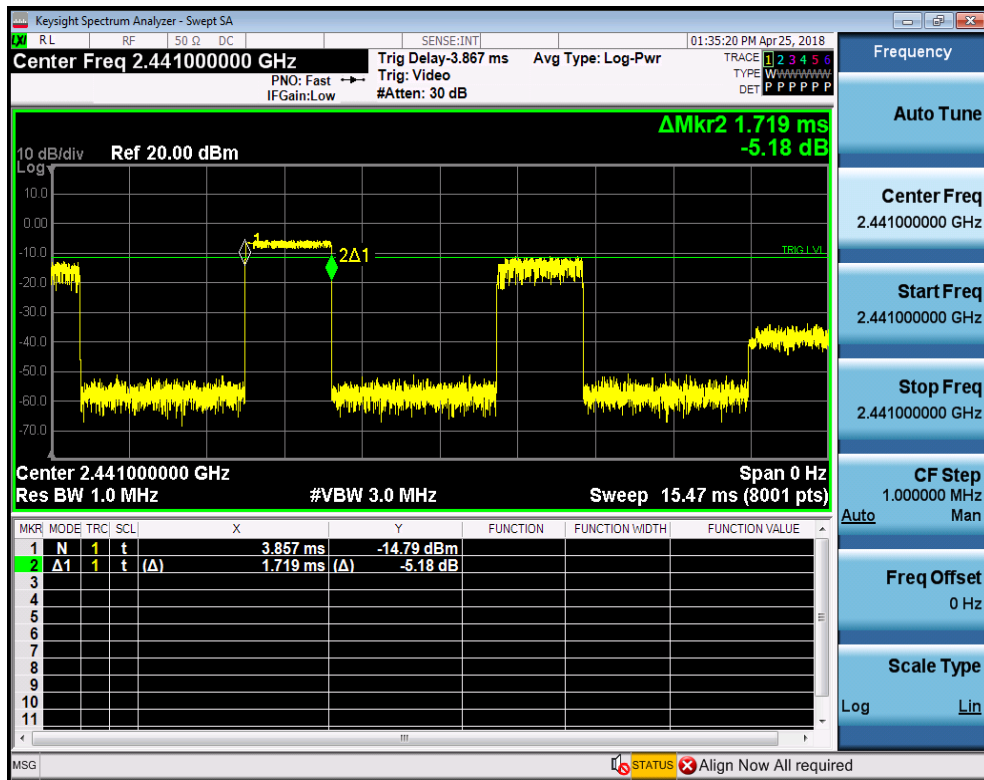 Keysight Spectrum Analyzer - Swept SA
LXI RL RF 50 Ω DC SENSE:INT 01:35:20 PM Apr 25, 2018
Center Freq 2.441000000 GHz
PNO: Fast
IFGain:Low
Trig Delay-3.867 ms
Trig: Video
#Atten: 30 dB
Avg Type: Log-Pwr
TRACE 1 2 3 4 5 6
TYPE WWWWWW
DET P P P P P P
ΔMkr2 1.719 ms
-5.18 dB
10 dB/div Ref 20.00 dBm
Log
10.0
0.00
-10.0
-20.0
-30.0
-40.0
-50.0
-60.0
-70.0
1
2Δ1
TRIG LVL
Center 2.441000000 GHz Span 0 Hz
Res BW 1.0 MHz #VBW 3.0 MHz Sweep 15.47 ms (8001 pts)
MKR MODE TRC SCL X Y FUNCTION FUNCTION WIDTH FUNCTION VALUE
1 N 1 t 3.857 ms -14.79 dBm
2 Δ1 1 t (Δ) 1.719 ms (Δ) -5.18 dB
3
4
5
6
7
8
9
10
11
MSG STATUS Align Now All required
Frequency
Auto Tune
Center Freq
2.441000000 GHz
Start Freq
2.441000000 GHz
Stop Freq
2.441000000 GHz
CF Step
1.000000 MHz
Auto Man
Freq Offset
0 Hz
Scale Type
Log Lin